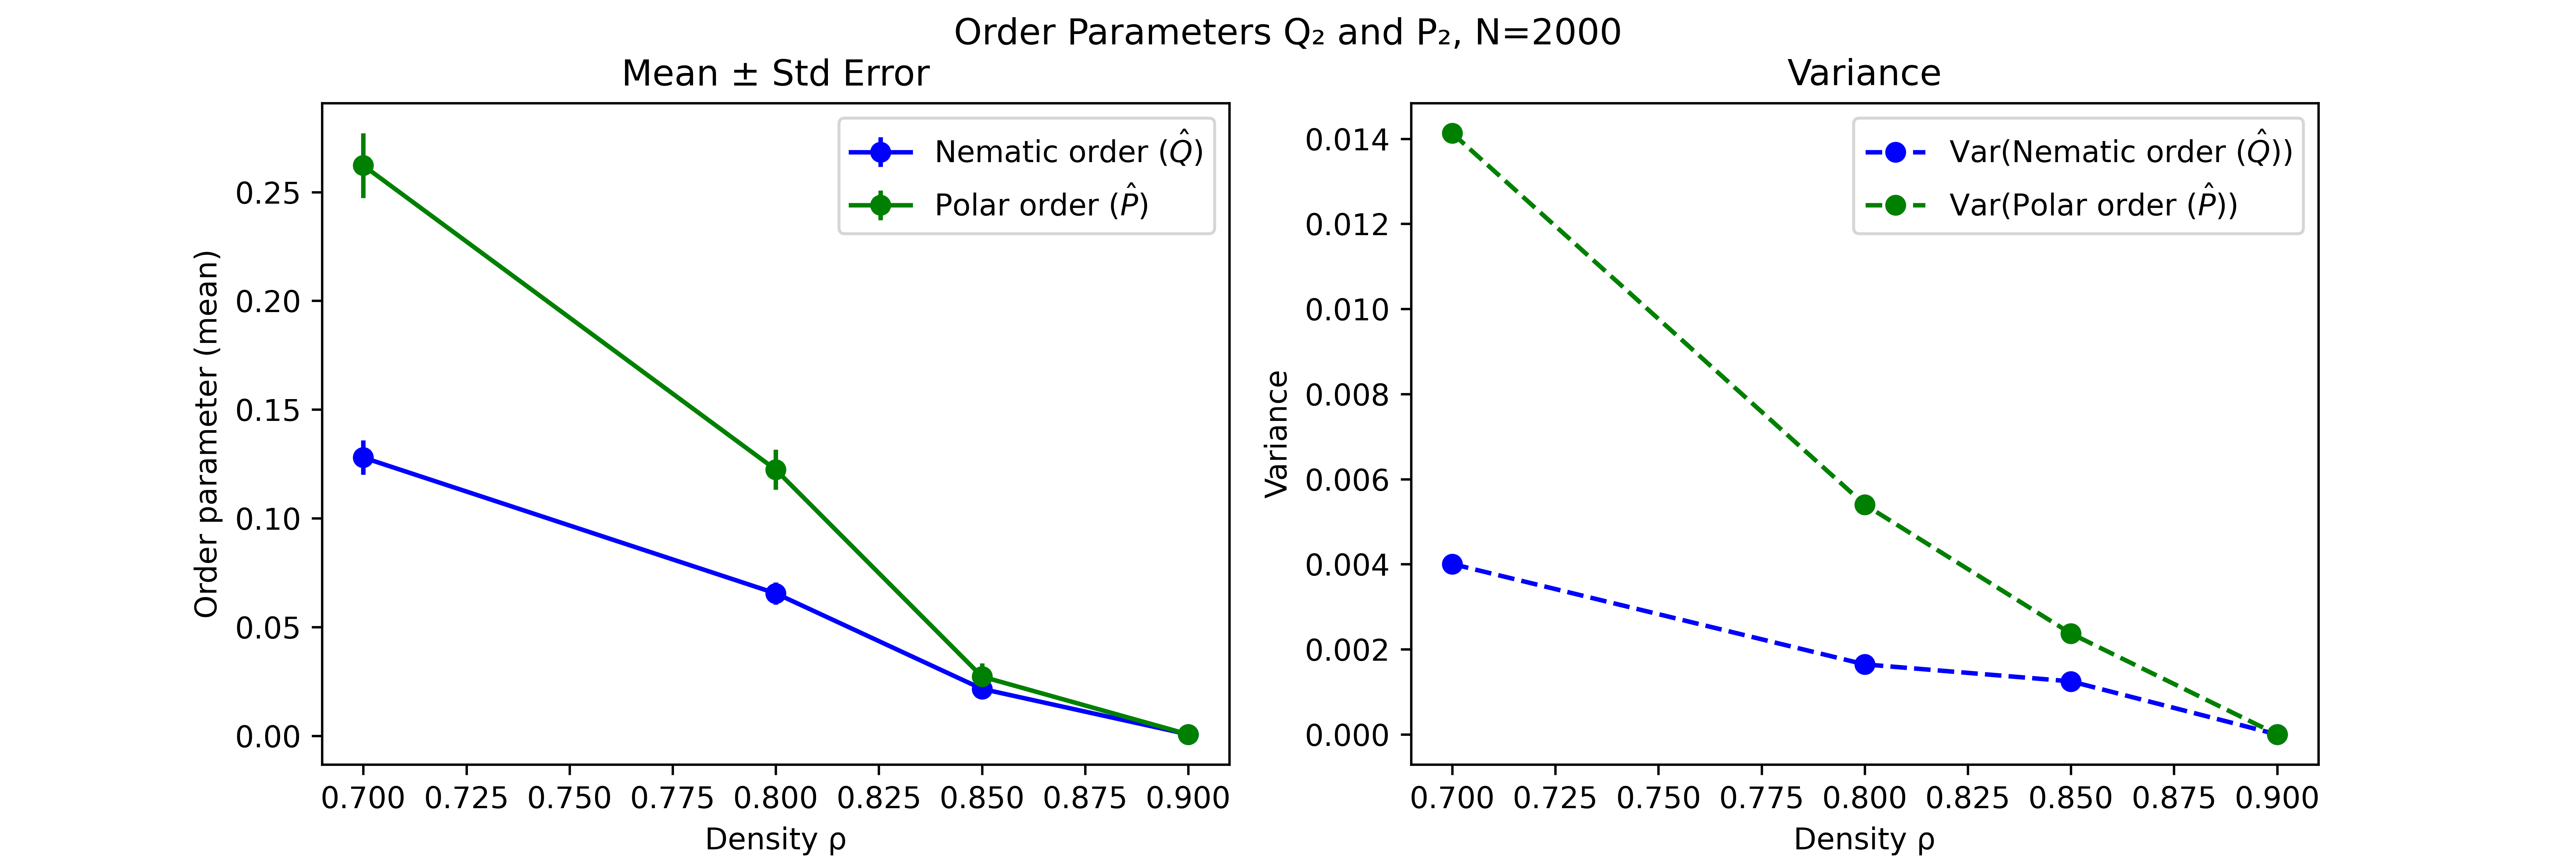 Order Parameters Q₂ and P₂, N=2000
Mean ± Std Error
Order parameter (mean)
0.25
0.20
0.15
0.10
0.05
0.00
Nematic order (Q̂)
Polar order (P̂)
0.700 0.725 0.750 0.775 0.800 0.825 0.850 0.875 0.900
Density ρ
Variance
Variance
0.014
0.012
0.010
0.008
0.006
0.004
0.002
0.000
Var(Nematic order (Q̂))
Var(Polar order (P̂))
0.700 0.725 0.750 0.775 0.800 0.825 0.850 0.875 0.900
Density ρ